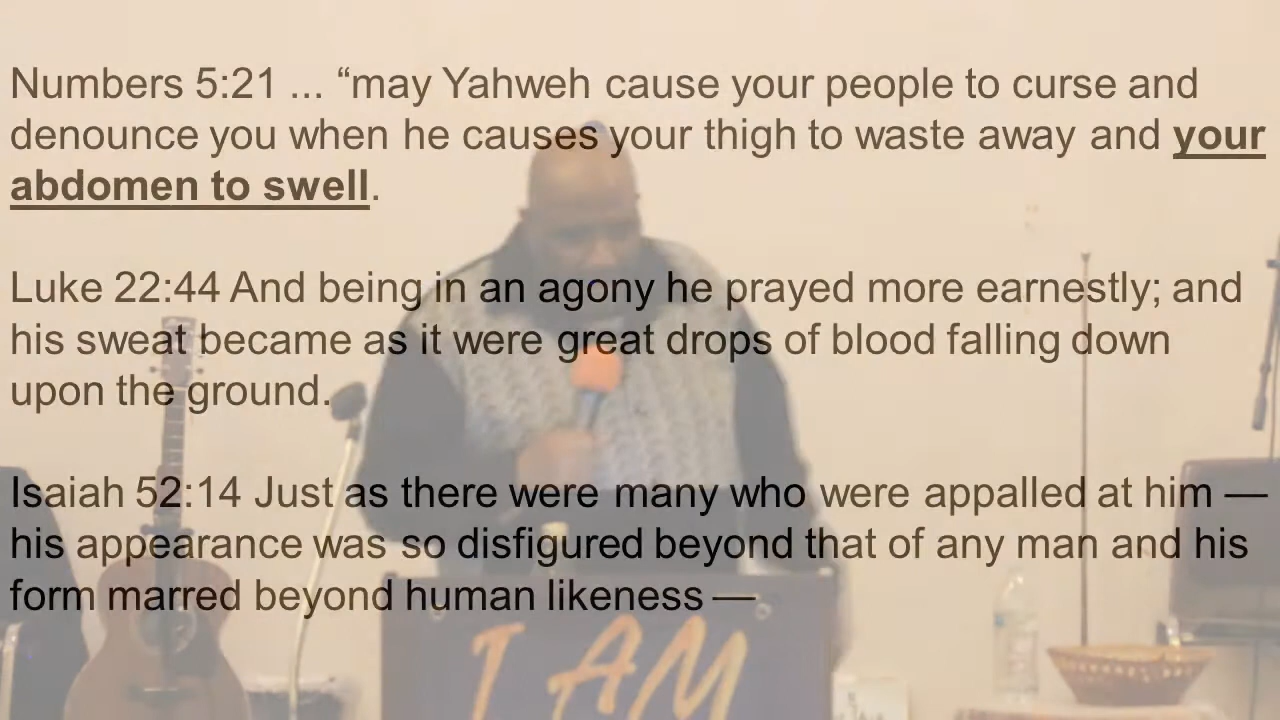 Numbers 5:21 ... “may Yahweh cause your people to curse and
denounce you when he causes your thigh to waste away and your
abdomen to swell.
Luke 22:44 And being in an agony he prayed more earnestly; and
his sweat became as it were great drops of blood falling down
upon the ground.
Isaiah 52:14 Just as there were many who were appalled at him —
his appearance was so disfigured beyond that of any man and his
form marred beyond human likeness —
I AM